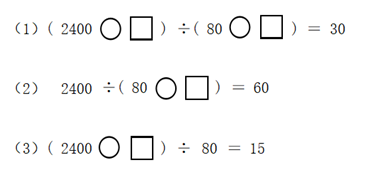 （1）（ 2400 ○ □ ）÷（ 80 ○ □ ）＝ 30
（2） 2400 ÷（ 80 ○ □ ）＝ 60
（3）（ 2400 ○ □ ）÷ 80 ＝ 15